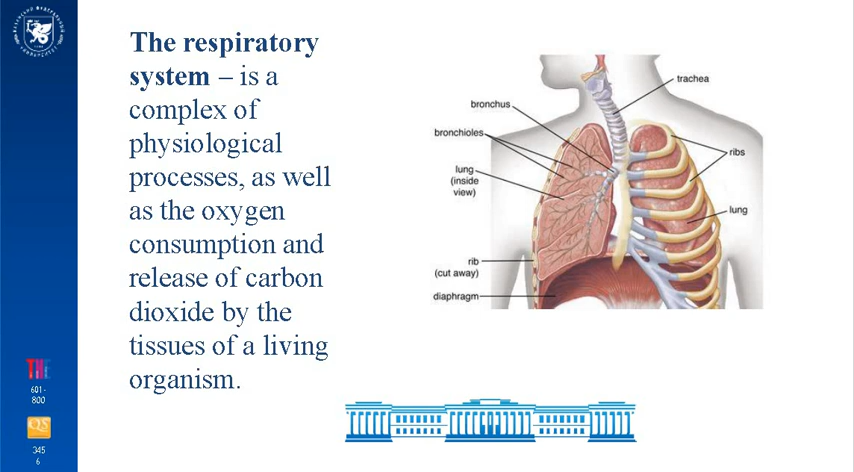 The respiratory
system – is a
complex of
physiological
processes, as well
as the oxygen
consumption and
release of carbon
dioxide by the
tissues of a living
organism.
trachea
bronchus
bronchioles
ribs
lung
(inside
view)
lung
rib
(cut away)
diaphragm
THE
601-
800
QS
345
6